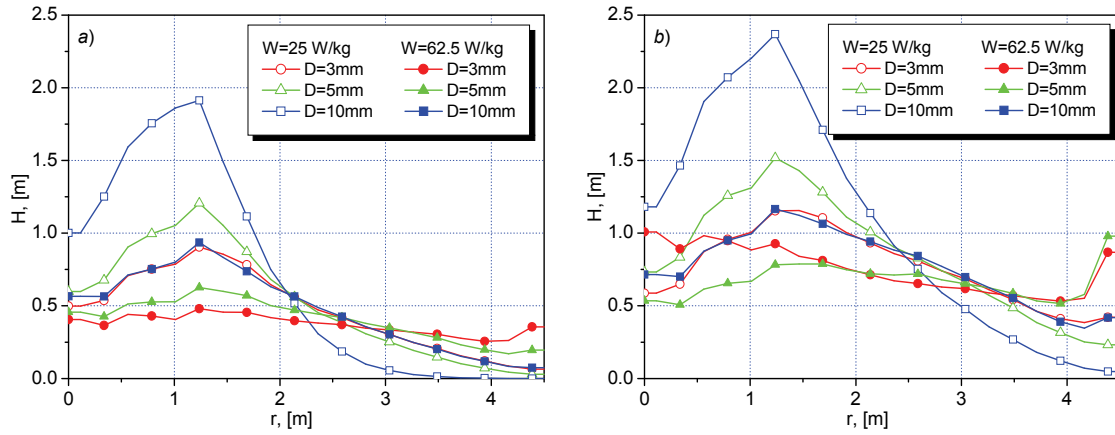 a)
W=25 W/kg W=62.5 W/kg
D=3mm D=3mm
D=5mm D=5mm
D=10mm D=10mm
2.5
2.0
1.5
1.0
0.5
0.0
H, [m]
0 1 2 3 4
r, [m]
b)
W=25 W/kg W=62.5 W/kg
D=3mm D=3mm
D=5mm D=5mm
D=10mm D=10mm
2.5
2.0
1.5
1.0
0.5
0.0
H, [m]
0 1 2 3 4
r, [m]